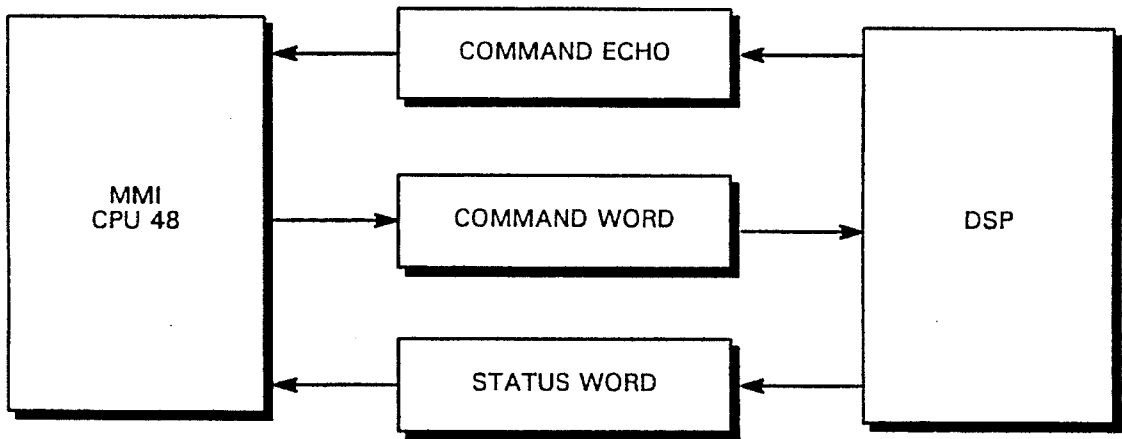 COMMAND ECHO
MMI
CPU 48
COMMAND WORD
DSP
STATUS WORD